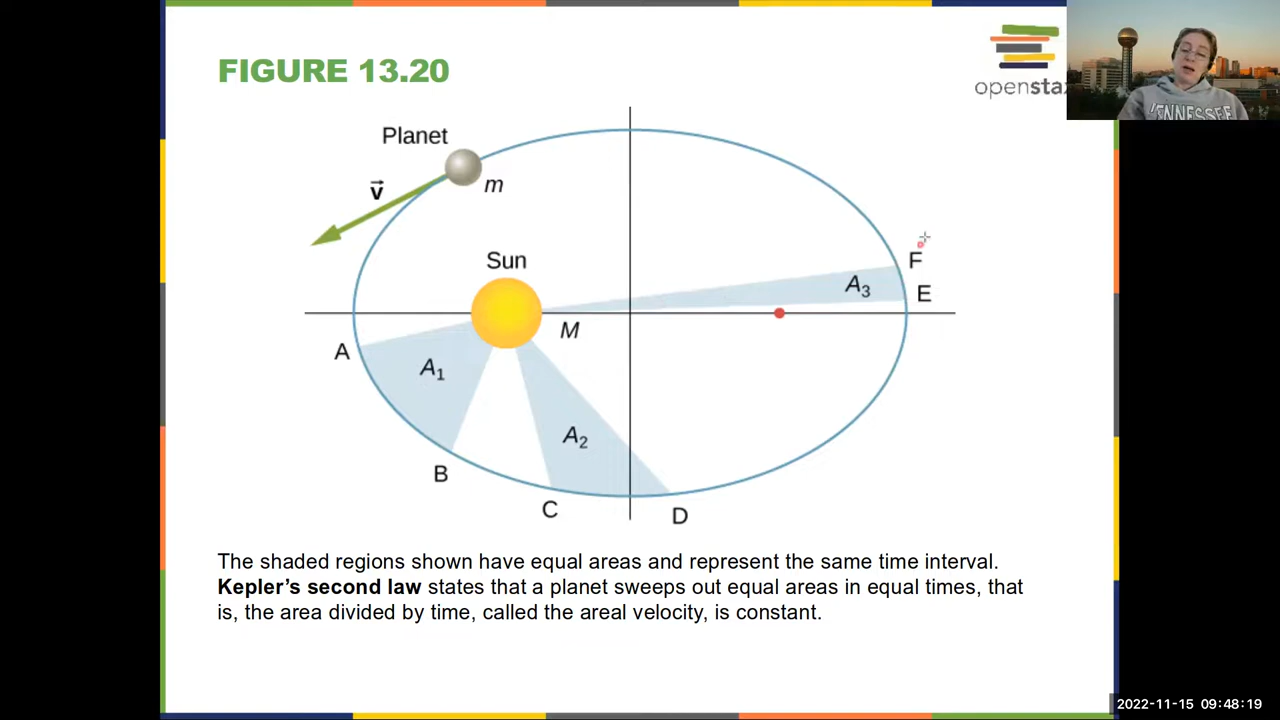 FIGURE 13.20
openstax
TENNESSEE
Planet
v
m
Sun
F
A3
E
M
A
A1
A2
B
C
D
The shaded regions shown have equal areas and represent the same time interval.
Kepler’s second law states that a planet sweeps out equal areas in equal times, that
is, the area divided by time, called the areal velocity, is constant.
2022-11-15 09:48:19